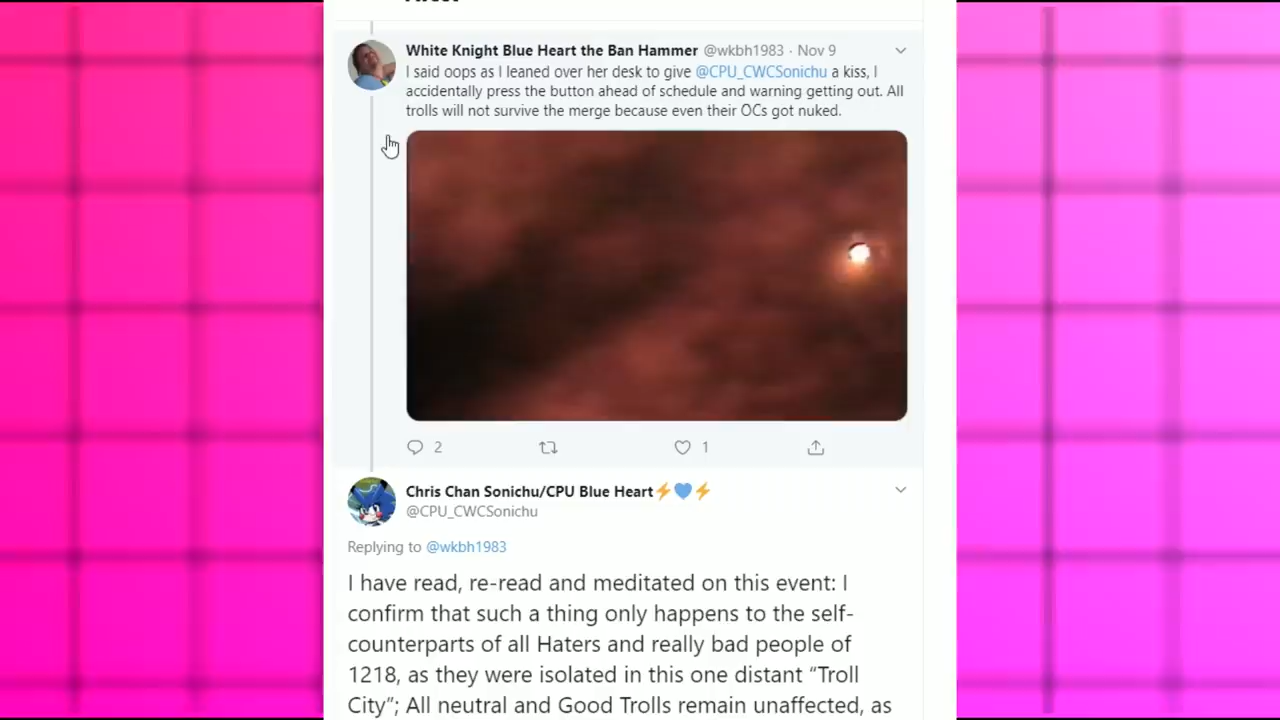 White Knight Blue Heart the Ban Hammer @wkbh1983 · Nov 9
I said oops as I leaned over her desk to give @CPU_CWCSonichu a kiss, I
accidentally press the button ahead of schedule and warning getting out. All
trolls will not survive the merge because even their OCs got nuked.
2 1
Chris Chan Sonichu/CPU Blue Heart⚡💙⚡
@CPU_CWCSonichu
Replying to @wkbh1983
I have read, re-read and meditated on this event: I
confirm that such a thing only happens to the self-
counterparts of all Haters and really bad people of
1218, as they were isolated in this one distant “Troll
City”; All neutral and Good Trolls remain unaffected, as